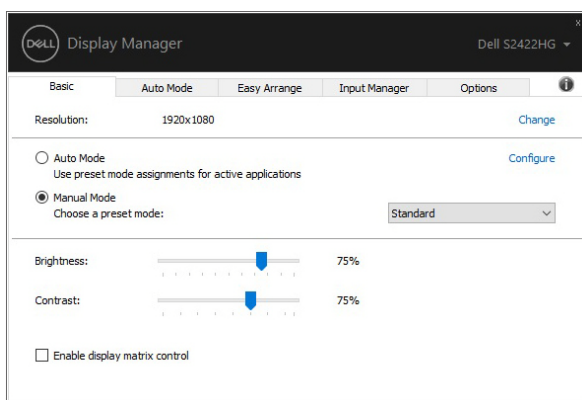 DELL Display Manager
Dell S2422HG
x
Basic Auto Mode Easy Arrange Input Manager Options i
Resolution: 1920x1080 Change
Auto Mode Configure
Use preset mode assignments for active applications
Manual Mode
Choose a preset mode: Standard
Brightness: 75%
Contrast: 75%
Enable display matrix control